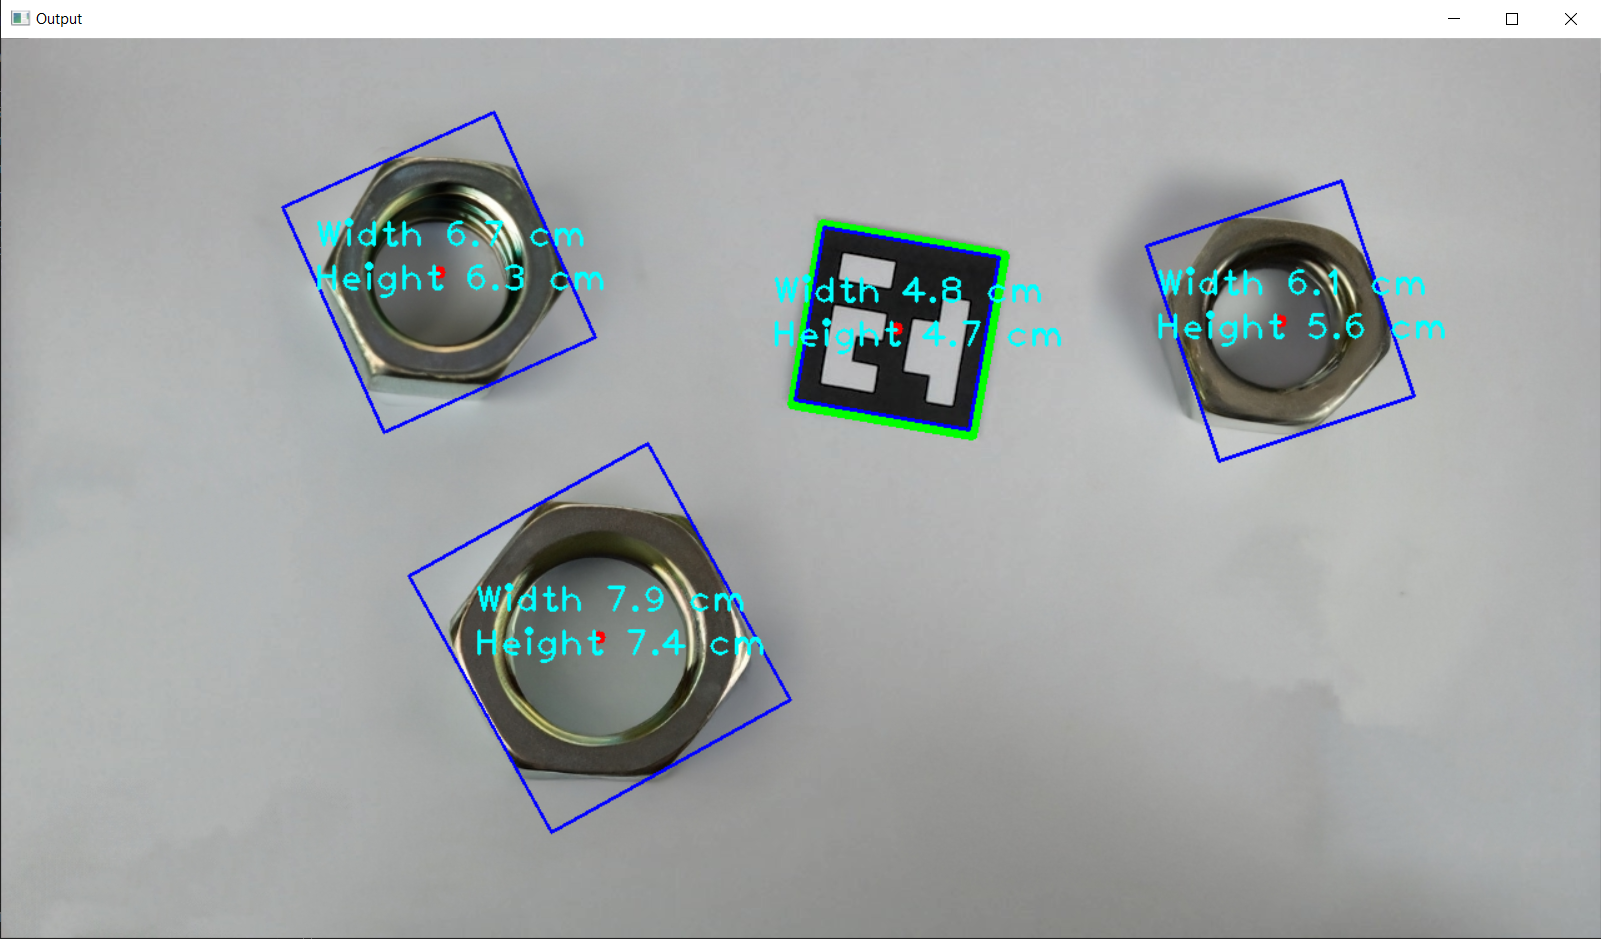 Output
Width 6.7 cm
Height 6.3 cm
Width 4.8 cm
Height 4.7 cm
Width 6.1 cm
Height 5.6 cm
Width 7.9 cm
Height 7.4 cm